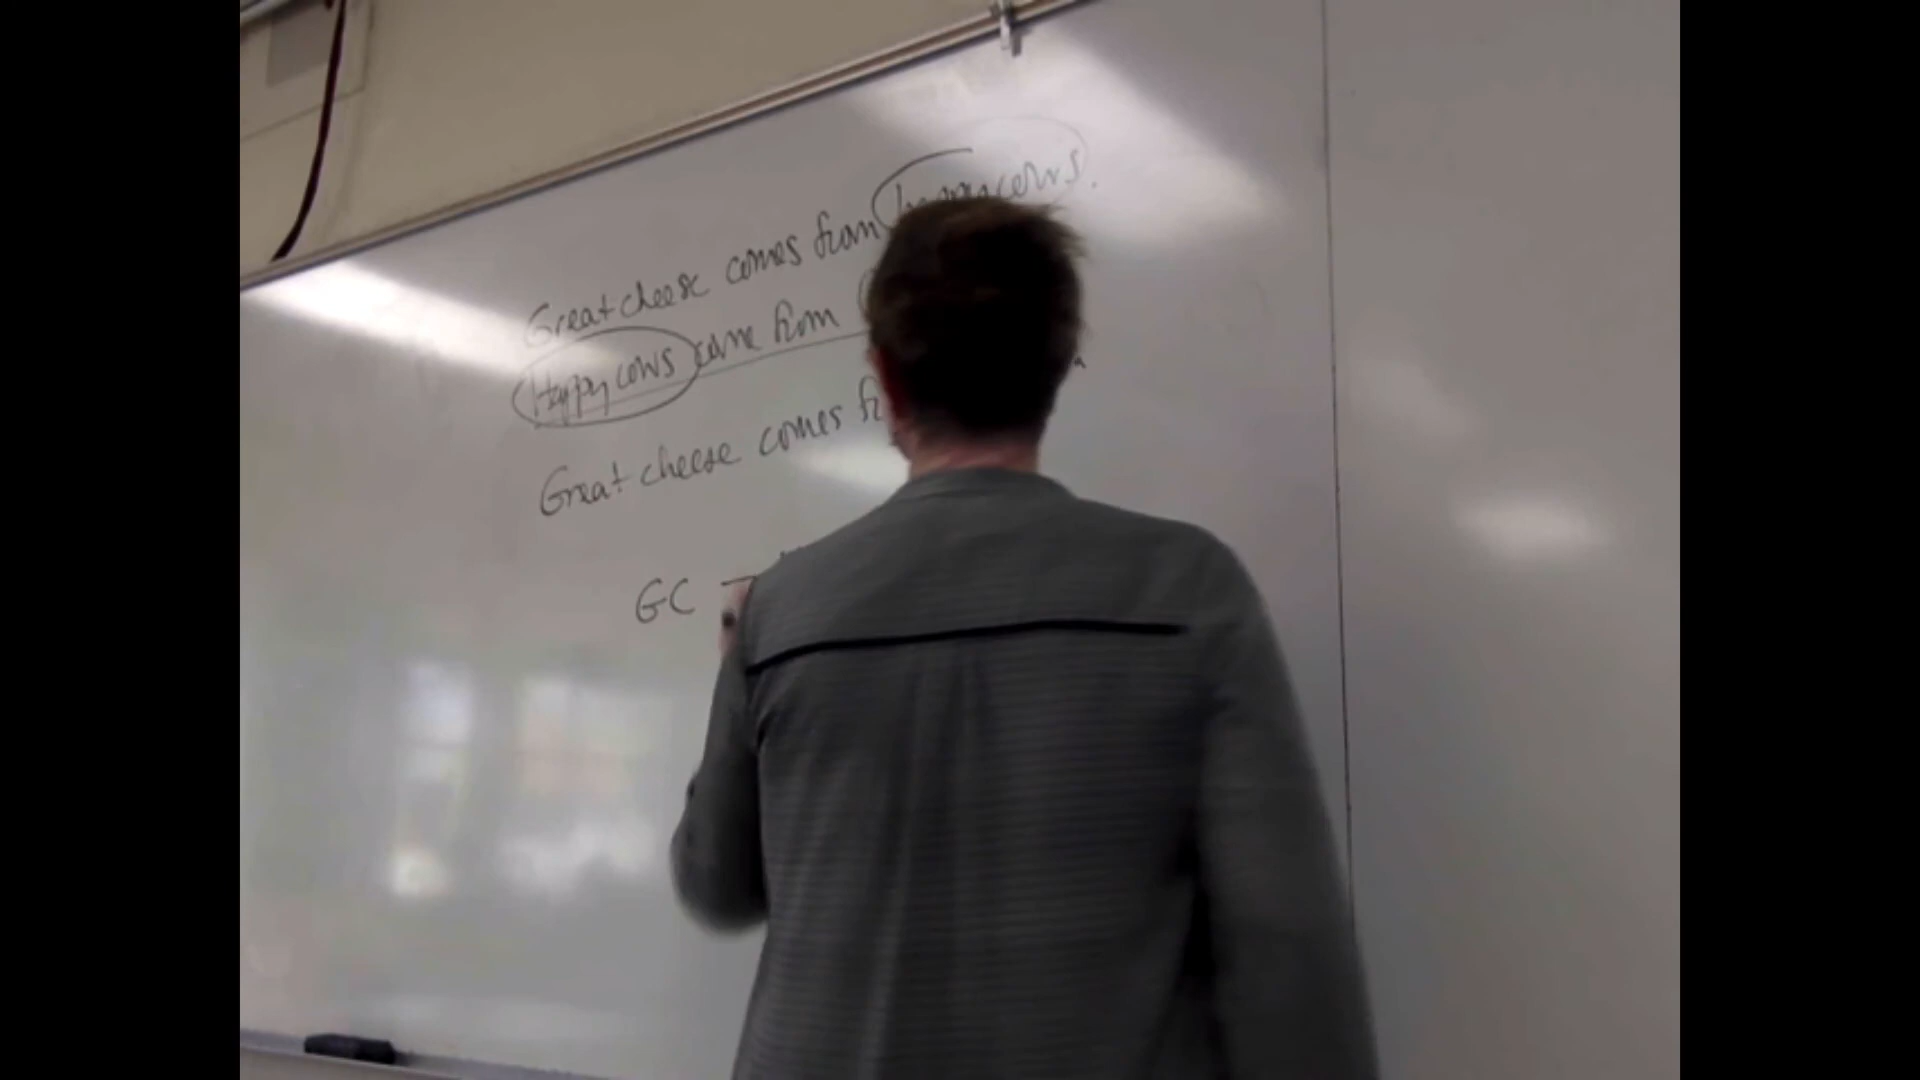 Great cheese comes from happy cows.
Happy cows come from
Great cheese comes
GC